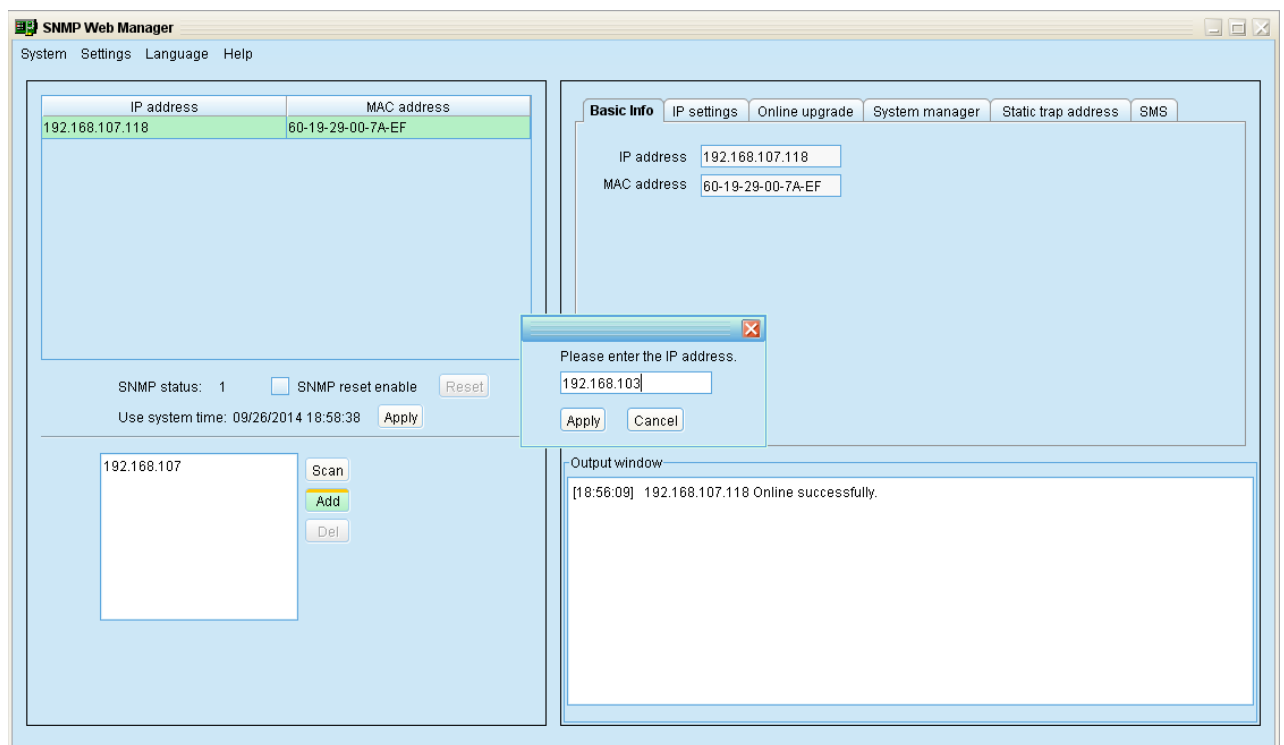 SNMP Web Manager
System Settings Language Help
IP address MAC address
192.168.107.118 60-19-29-00-7A-EF
SNMP status: 1 SNMP reset enable Reset
Use system time: 09/26/2014 18:58:38 Apply
192.168.107
Scan
Add
Del
Basic Info IP settings Online upgrade System manager Static trap address SMS
IP address 192.168.107.118
MAC address 60-19-29-00-7A-EF
Please enter the IP address.
192.168.103
Apply Cancel
Output window
[18:56:09] 192.168.107.118 Online successfully.